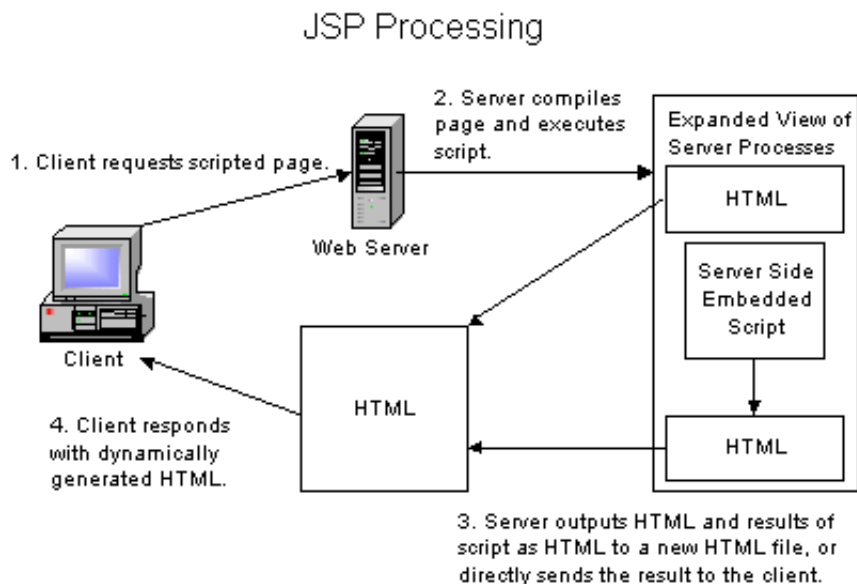 JSP Processing
1. Client requests scripted page.
Web Server
2. Server compiles
page and executes
script.
Expanded View of
Server Processes
HTML
Server Side
Embedded
Script
HTML
Client
HTML
4. Client responds
with dynamically
generated HTML.
3. Server outputs HTML and results of
script as HTML to a new HTML file, or
directly sends the result to the client.